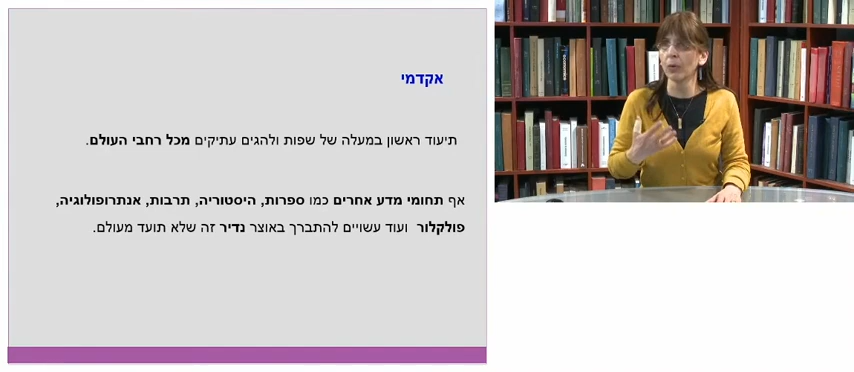 אקדמי
תיעוד ראשון במעלה של שפות ולהגים עתיקים מכל רחבי העולם.
אף תחומי מדע אחרים כמו ספרות, היסטוריה, תרבות, אנתרופולוגיה,
פולקלור ועוד עשויים להתברך באוצר נדיר זה שלא תועד מעולם.